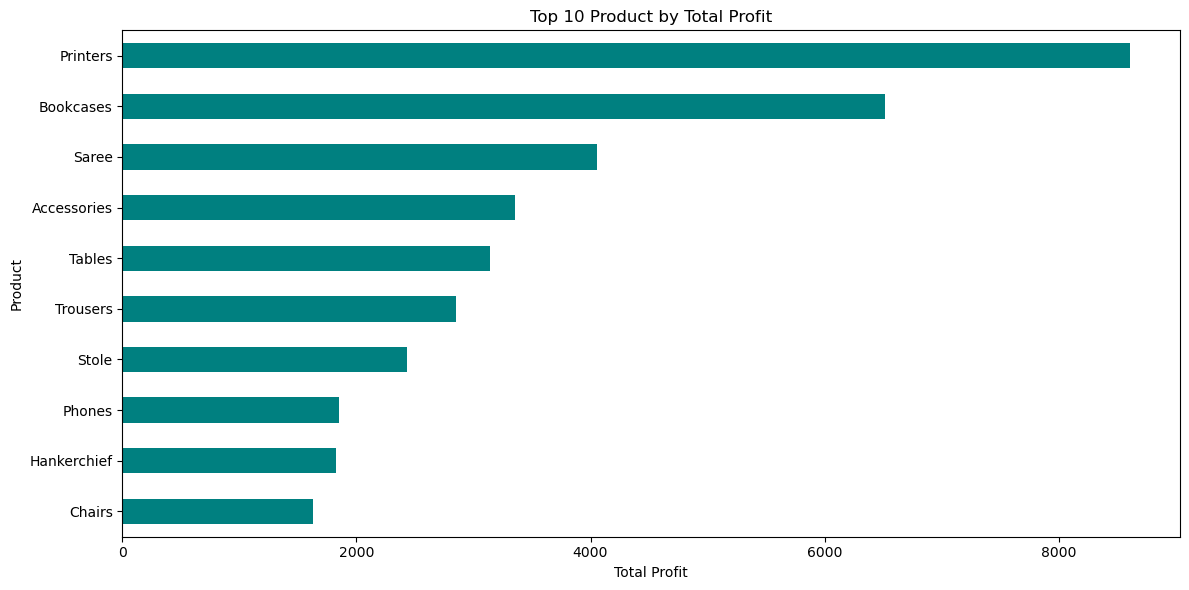 Top 10 Product by Total Profit
Printers
Bookcases
Saree
Accessories
Tables
Trousers
Stole
Phones
Hankerchief
Chairs
Product
0 2000 4000 6000 8000
Total Profit